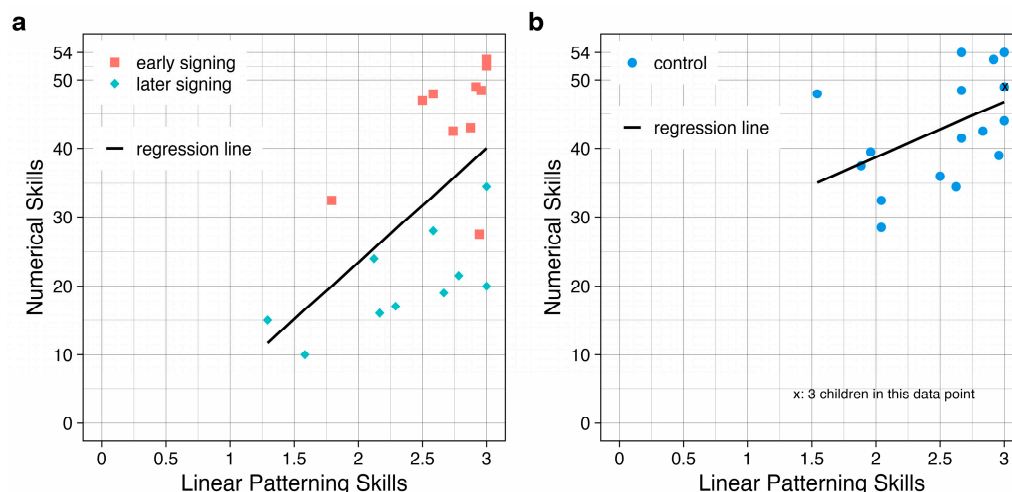 a
54
50
40
30
20
10
0
Numerical Skills
early signing
later signing
regression line
0 0.5 1 1.5 2 2.5 3
Linear Patterning Skills
b
54
50
40
30
20
10
0
Numerical Skills
control
regression line
x
x: 3 children in this data point
0 0.5 1 1.5 2 2.5 3
Linear Patterning Skills